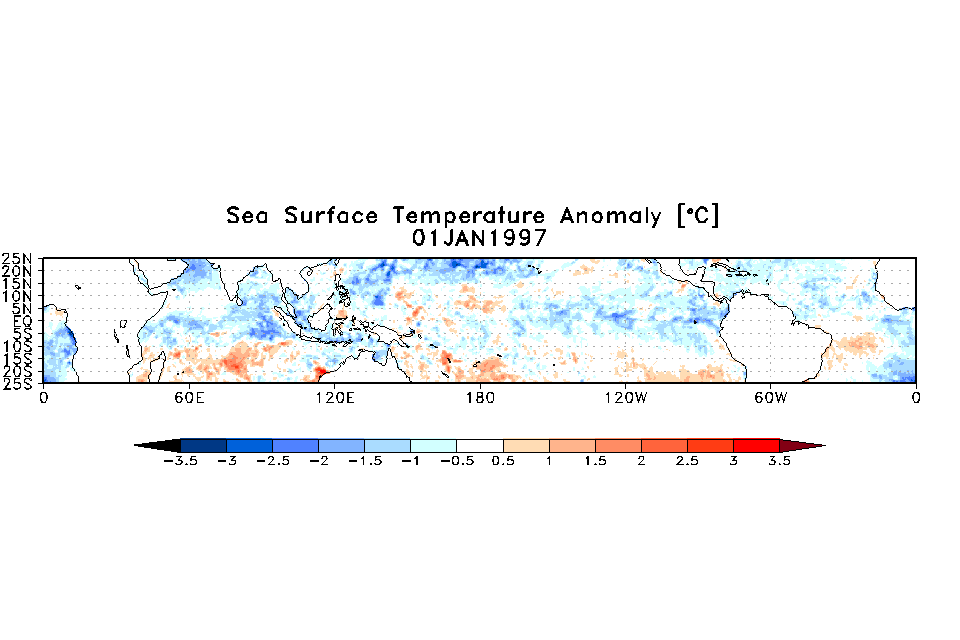 Sea Surface Temperature Anomaly [°C]
01JAN1997
25N
20N
15N
10N
5N
EQ
5S
10S
15S
20S
25S
0 60E 120E 180 120W 60W 0
-3.5 -3 -2.5 -2 -1.5 -1 -0.5 0.5 1 1.5 2 2.5 3 3.5